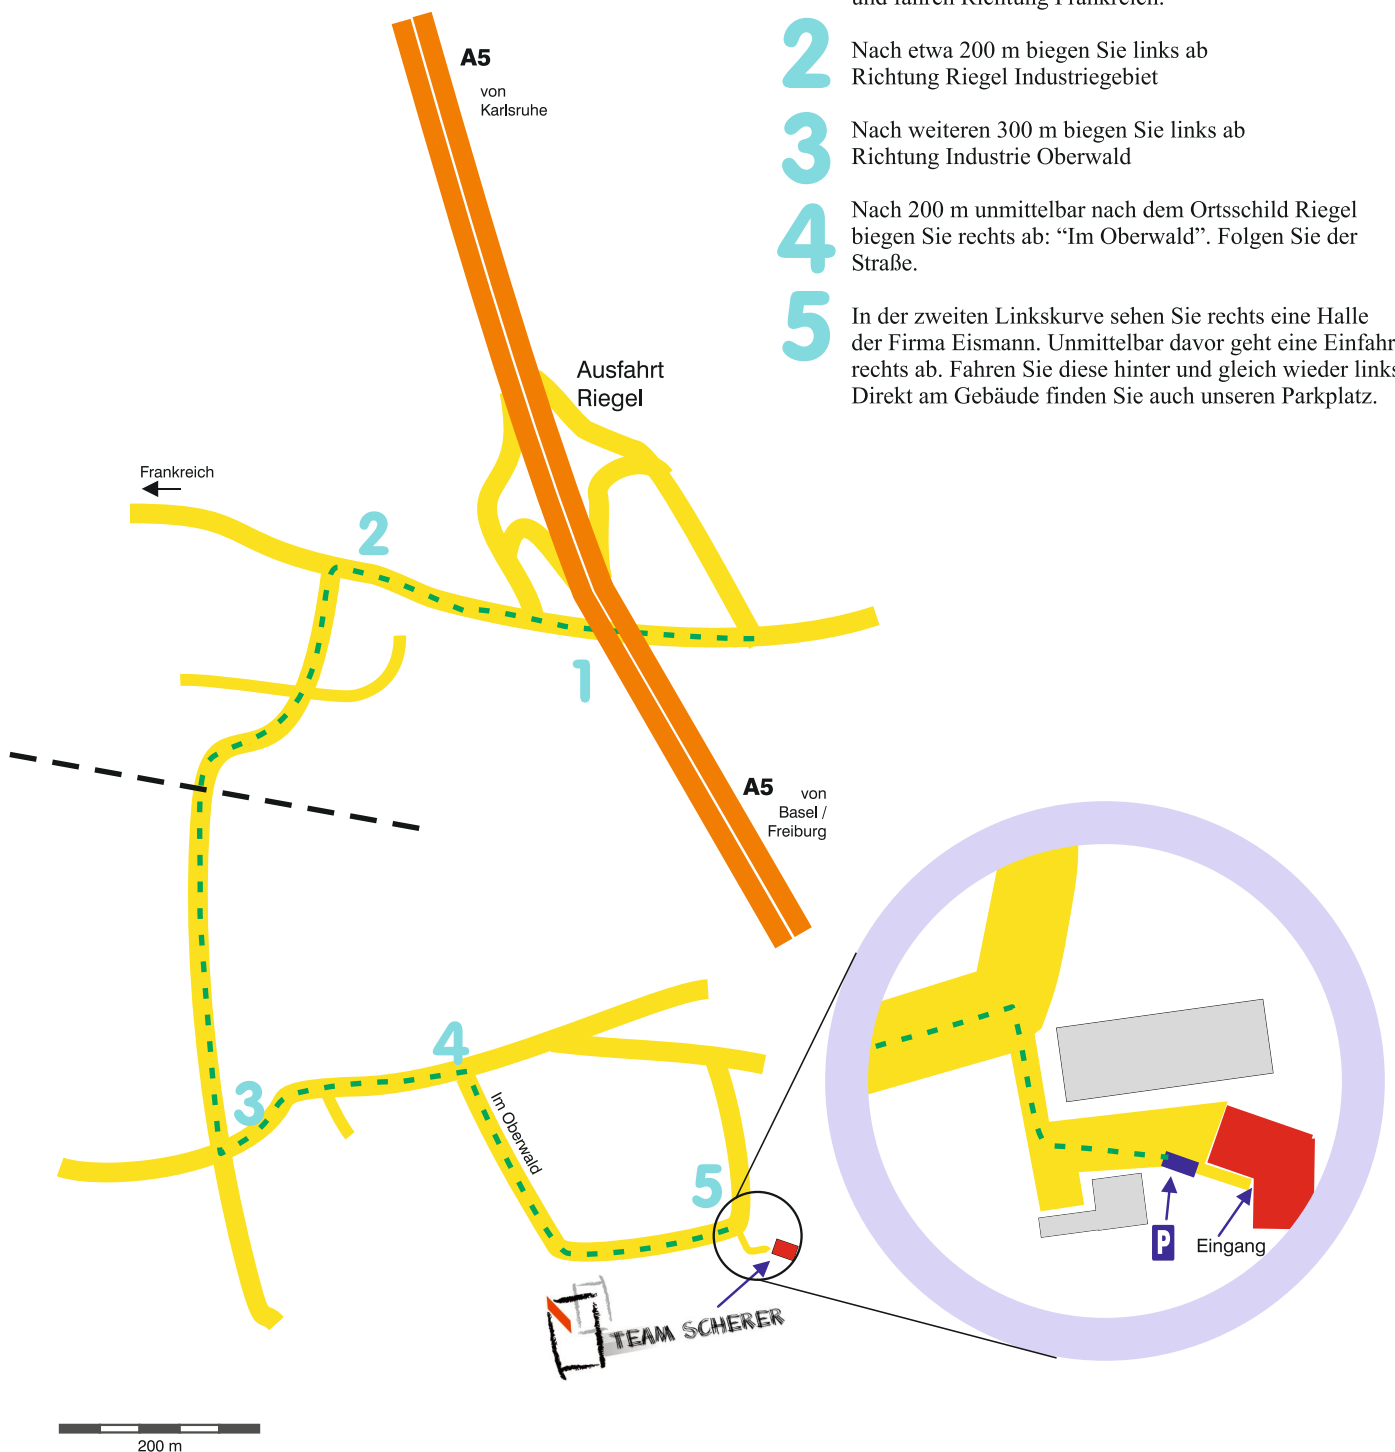 und fahren Richtung Frankreich.
2 Nach etwa 200 m biegen Sie links ab
Richtung Riegel Industriegebiet
3 Nach weiteren 300 m biegen Sie links ab
Richtung Industrie Oberwald
4 Nach 200 m unmittelbar nach dem Ortsschild Riegel
biegen Sie rechts ab: “Im Oberwald”. Folgen Sie der
Straße.
5 In der zweiten Linkskurve sehen Sie rechts eine Halle
der Firma Eismann. Unmittelbar davor geht eine Einfahr
rechts ab. Fahren Sie diese hinter und gleich wieder links
Direkt am Gebäude finden Sie auch unseren Parkplatz.
A5
von
Karlsruhe
Ausfahrt
Riegel
Frankreich
2
1
A5
von
Basel /
Freiburg
4
3
Im Oberwald
5
P
Eingang
TEAM SCHERER
200 m